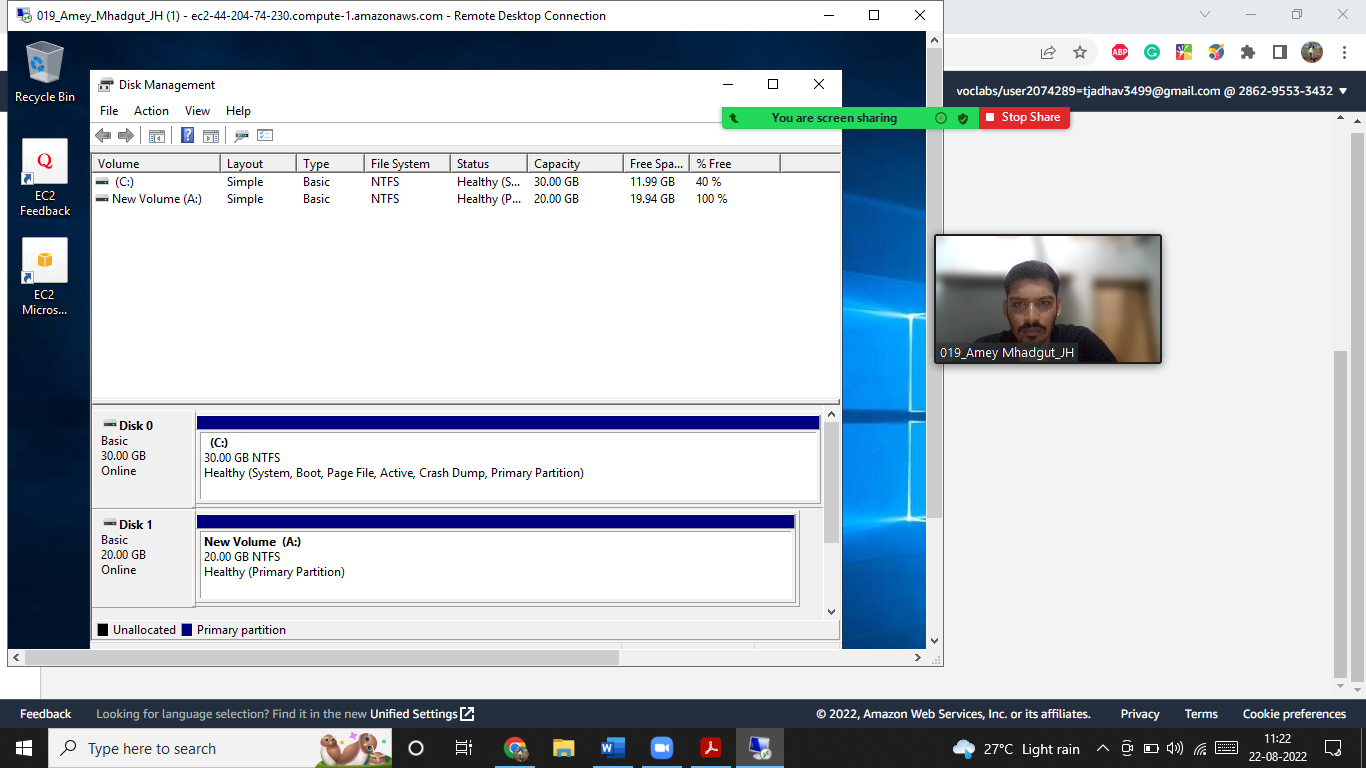 019_Amey_Mhadgut_JH (1) - ec2-44-204-74-230.compute-1.amazonaws.com - Remote Desktop Connection
Recycle Bin
EC2
Feedback
EC2
Micros...
Disk Management
File Action View Help
Volume Layout Type File System Status Capacity Free Spa... % Free
(C:) Simple Basic NTFS Healthy (S... 30.00 GB 11.99 GB 40 %
New Volume (A:) Simple Basic NTFS Healthy (P... 20.00 GB 19.94 GB 100 %
Disk 0
Basic
30.00 GB
Online
(C:)
30.00 GB NTFS
Healthy (System, Boot, Page File, Active, Crash Dump, Primary Partition)
Disk 1
Basic
20.00 GB
Online
New Volume (A:)
20.00 GB NTFS
Healthy (Primary Partition)
Unallocated Primary partition
ABP
voclabs/user2074289=tjadhav3499@gmail.com @ 2862-9553-3432
You are screen sharing Stop Share
019_Amey Mhadgut_JH
Feedback Looking for language selection? Find it in the new Unified Settings © 2022, Amazon Web Services, Inc. or its affiliates. Privacy Terms Cookie preferences
Type here to search
27°C Light rain
11:22
22-08-2022